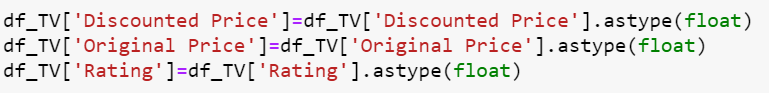 df_TV['Discounted Price']=df_TV['Discounted Price'].astype(float)
df_TV['Original Price']=df_TV['Original Price'].astype(float)
df_TV['Rating']=df_TV['Rating'].astype(float)